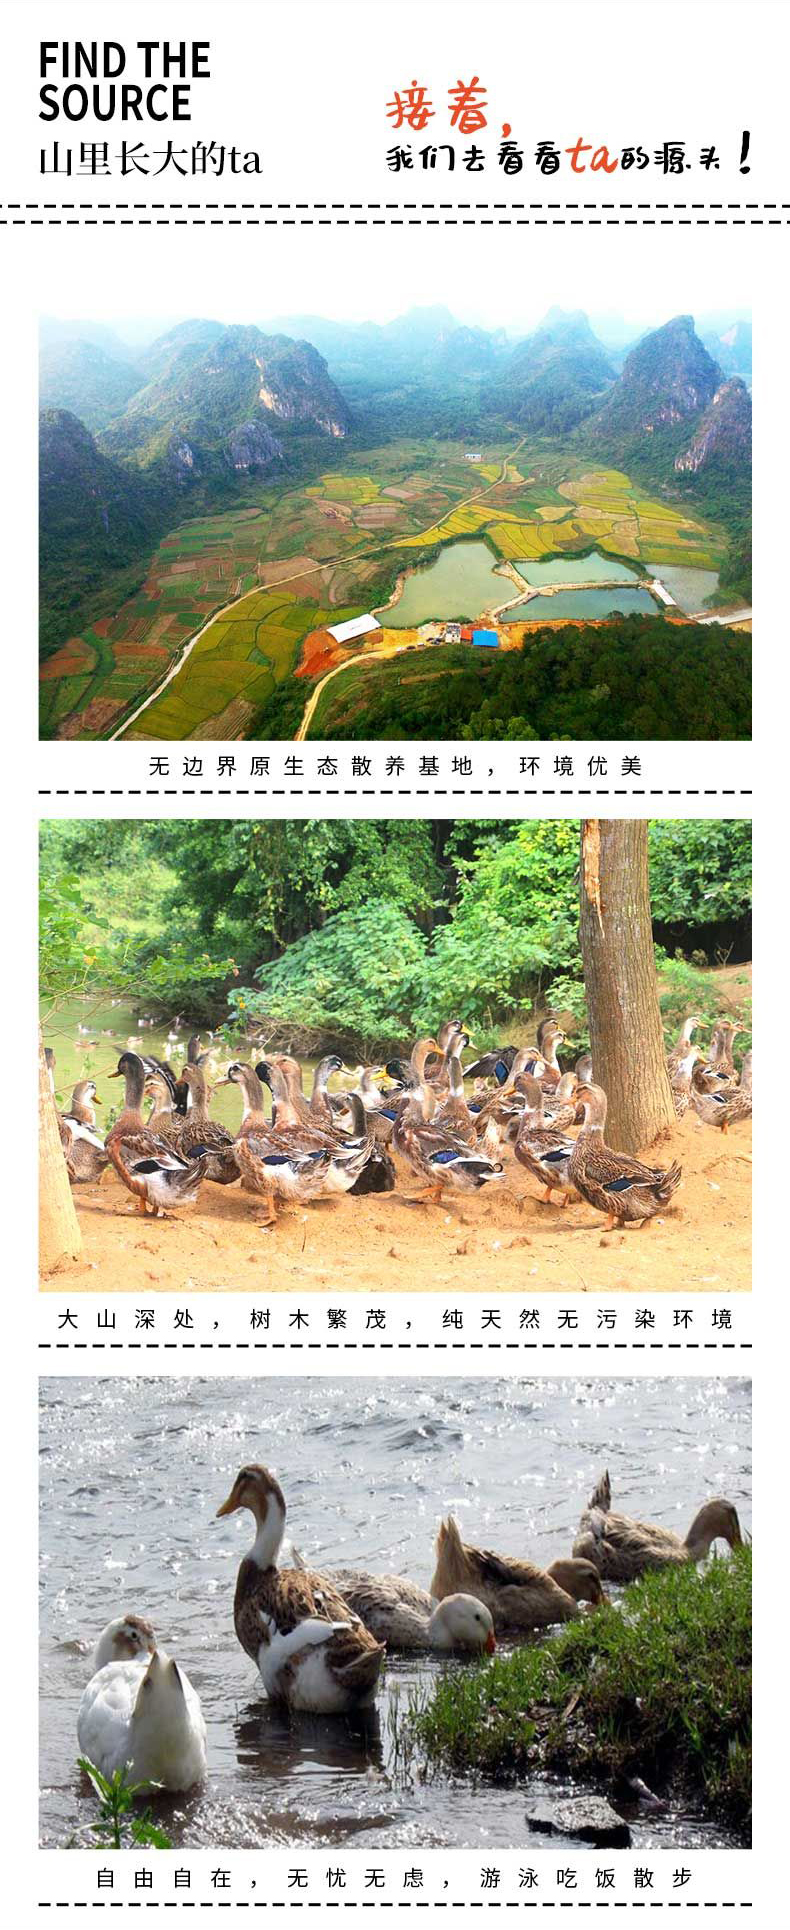 FIND THE
SOURCE
山里长大的ta
接着，
我们去看看ta的源头！
无边界原生态散养基地，环境优美
大山深处，树木繁茂，纯天然无污染环境
自由自在，无忧无虑，游泳吃饭散步